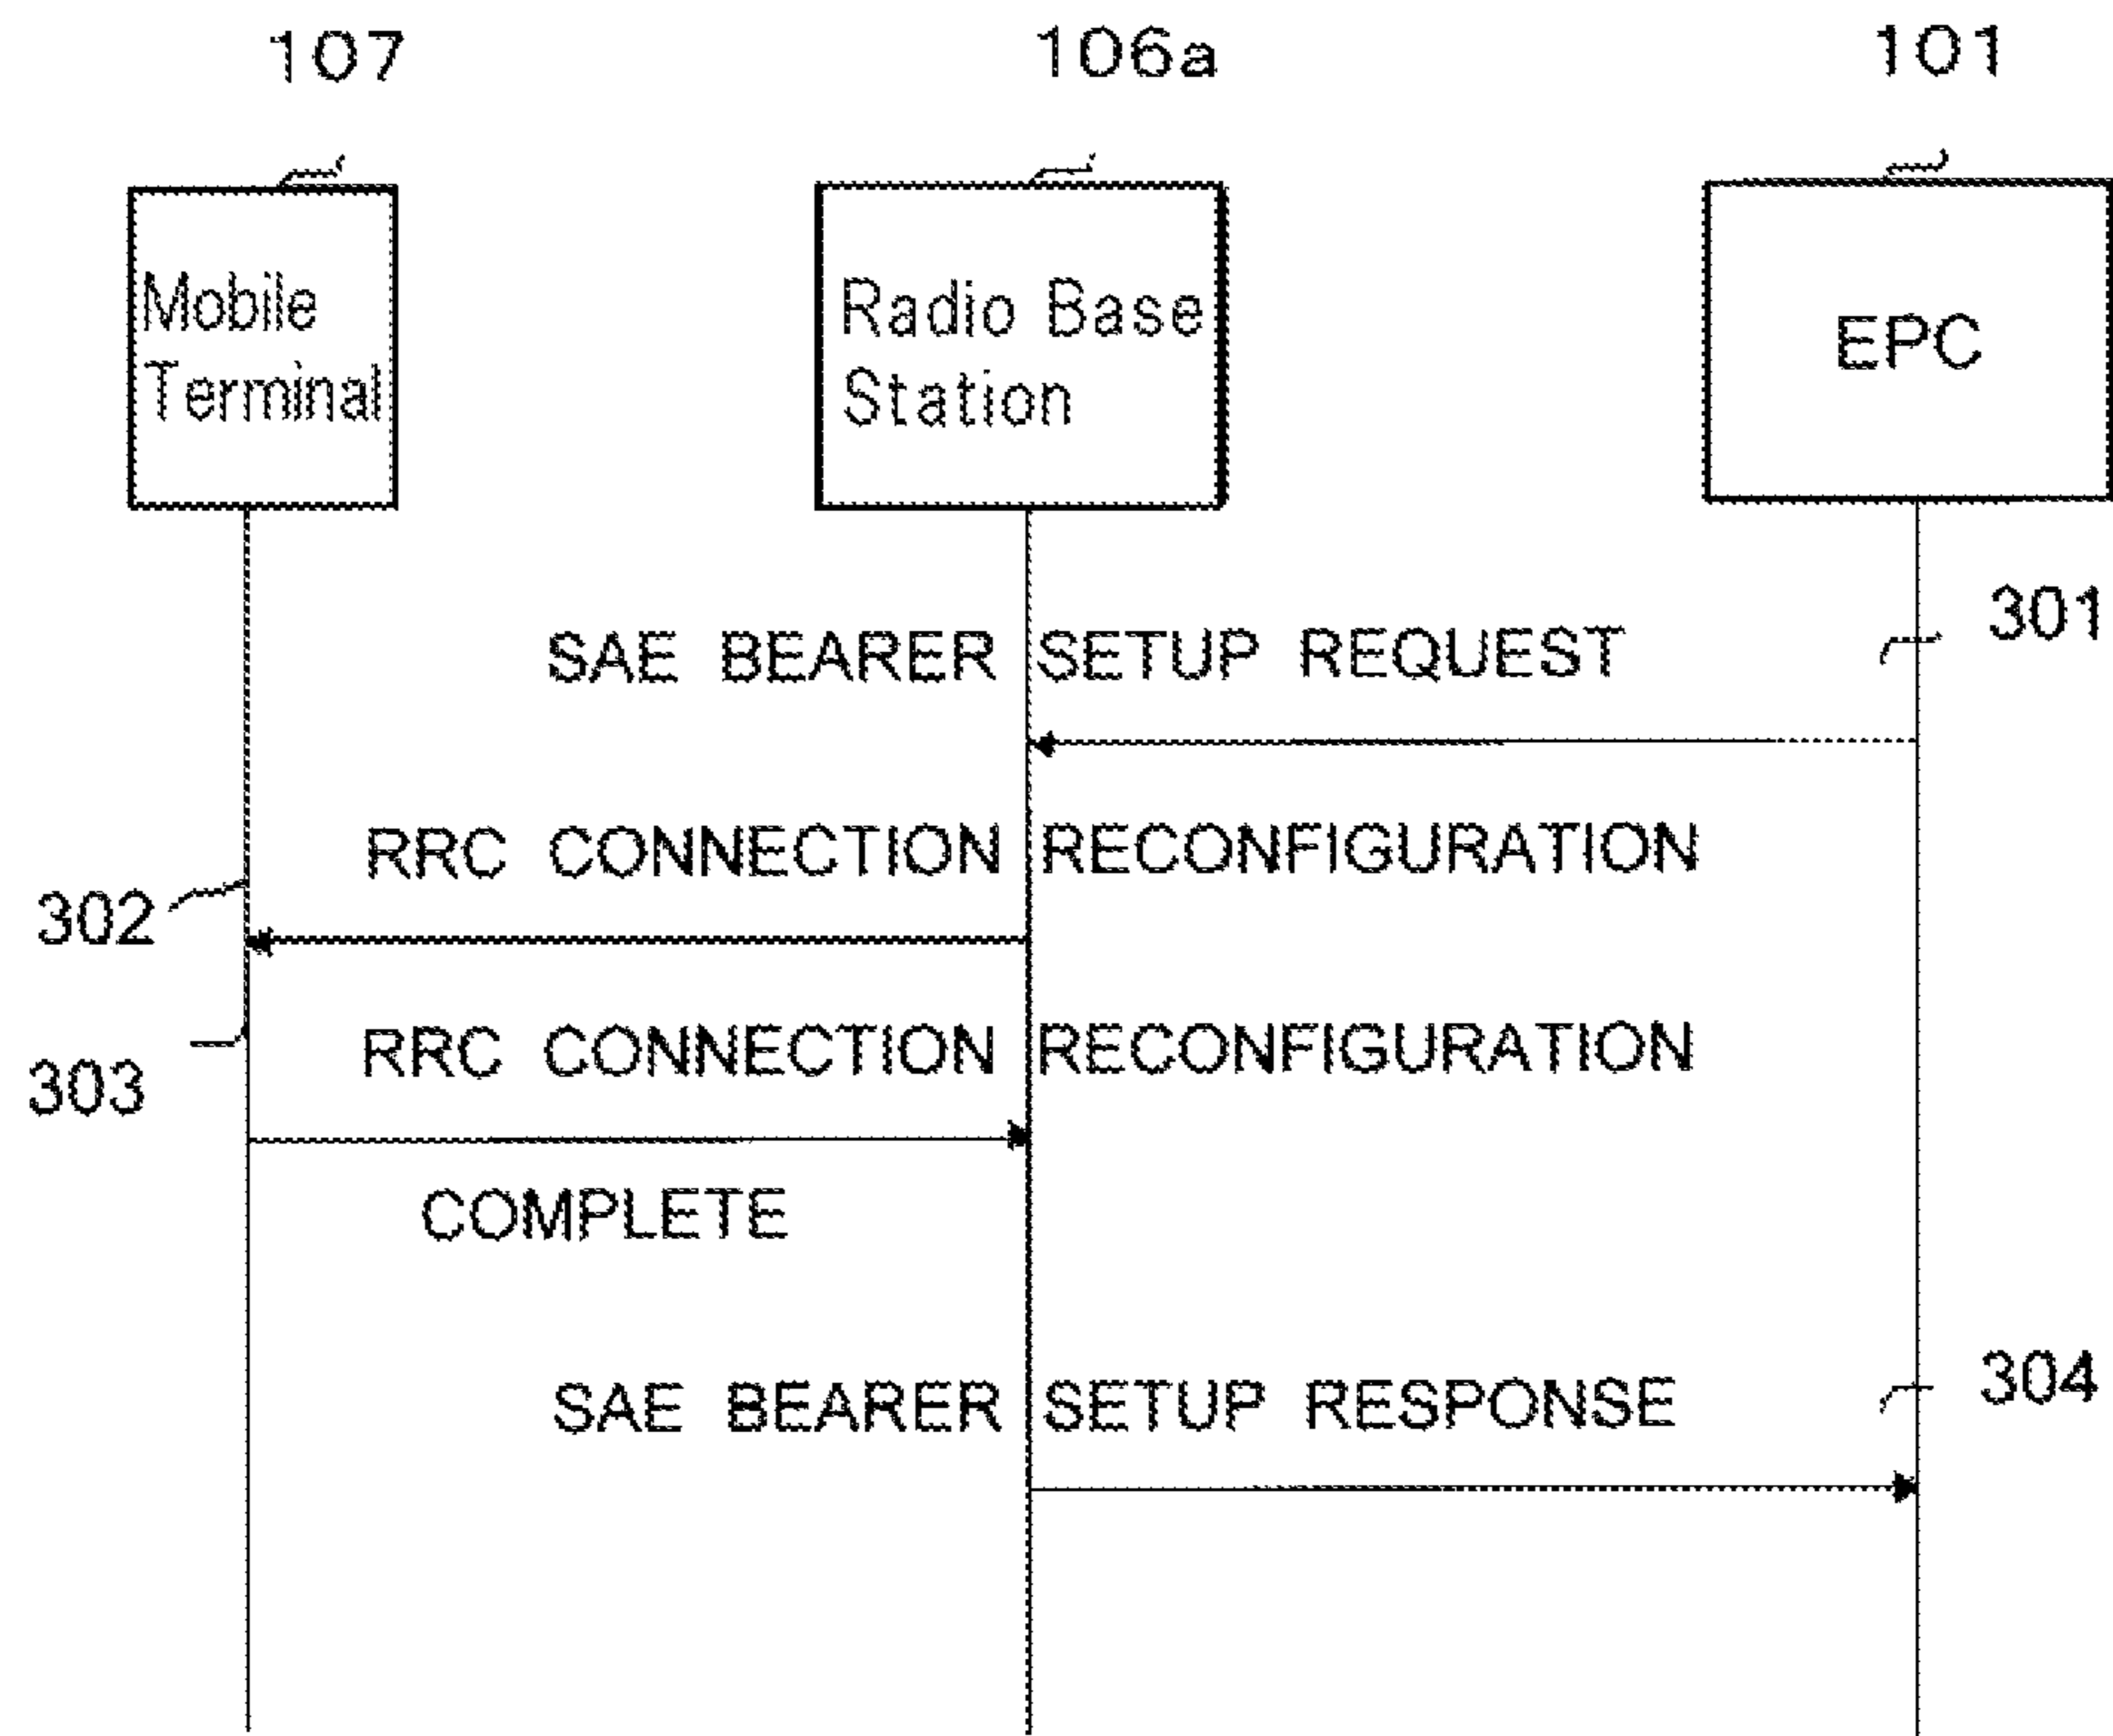 107
106a
101
Mobile
Terminal
Radio Base
Station
EPC
301
SAE BEARER SETUP REQUEST
RRC CONNECTION RECONFIGURATION
302
RRC CONNECTION RECONFIGURATION
303
COMPLETE
SAE BEARER SETUP RESPONSE
304